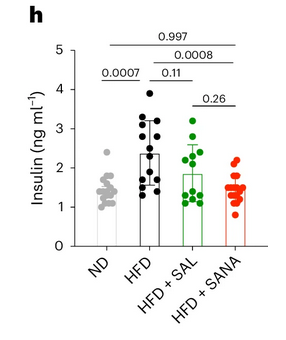 h
0.997
0.0008
0.0007 0.11
0.26
Insulin (ng ml⁻¹)
5
4
3
2
1
0
ND
HFD
HFD + SAL
HFD + SANA